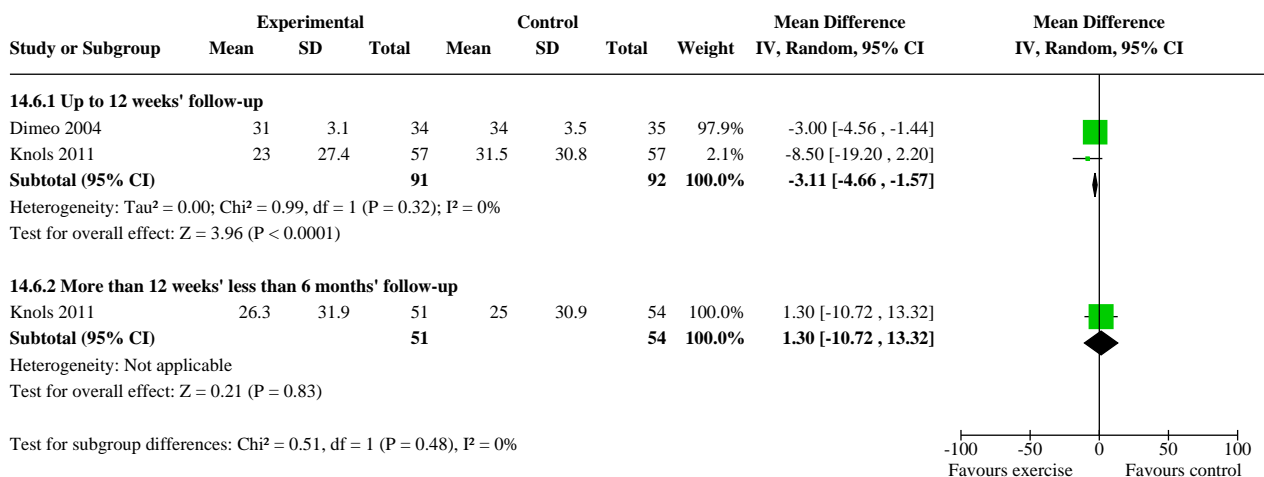 Experimental Control Mean Difference Mean Difference
Study or Subgroup Mean SD Total Mean SD Total Weight IV, Random, 95% CI IV, Random, 95% CI
14.6.1 Up to 12 weeks' follow-up
Dimeo 2004 31 3.1 34 34 3.5 35 97.9% -3.00 [-4.56 , -1.44]
Knols 2011 23 27.4 57 31.5 30.8 57 2.1% -8.50 [-19.20 , 2.20]
Subtotal (95% CI) 91 92 100.0% -3.11 [-4.66 , -1.57]
Heterogeneity: Tau² = 0.00; Chi² = 0.99, df = 1 (P = 0.32); I² = 0%
Test for overall effect: Z = 3.96 (P < 0.0001)
14.6.2 More than 12 weeks' less than 6 months' follow-up
Knols 2011 26.3 31.9 51 25 30.9 54 100.0% 1.30 [-10.72 , 13.32]
Subtotal (95% CI) 51 54 100.0% 1.30 [-10.72 , 13.32]
Heterogeneity: Not applicable
Test for overall effect: Z = 0.21 (P = 0.83)
Test for subgroup differences: Chi² = 0.51, df = 1 (P = 0.48), I² = 0%
-100 -50 0 50 100
Favours exercise Favours control